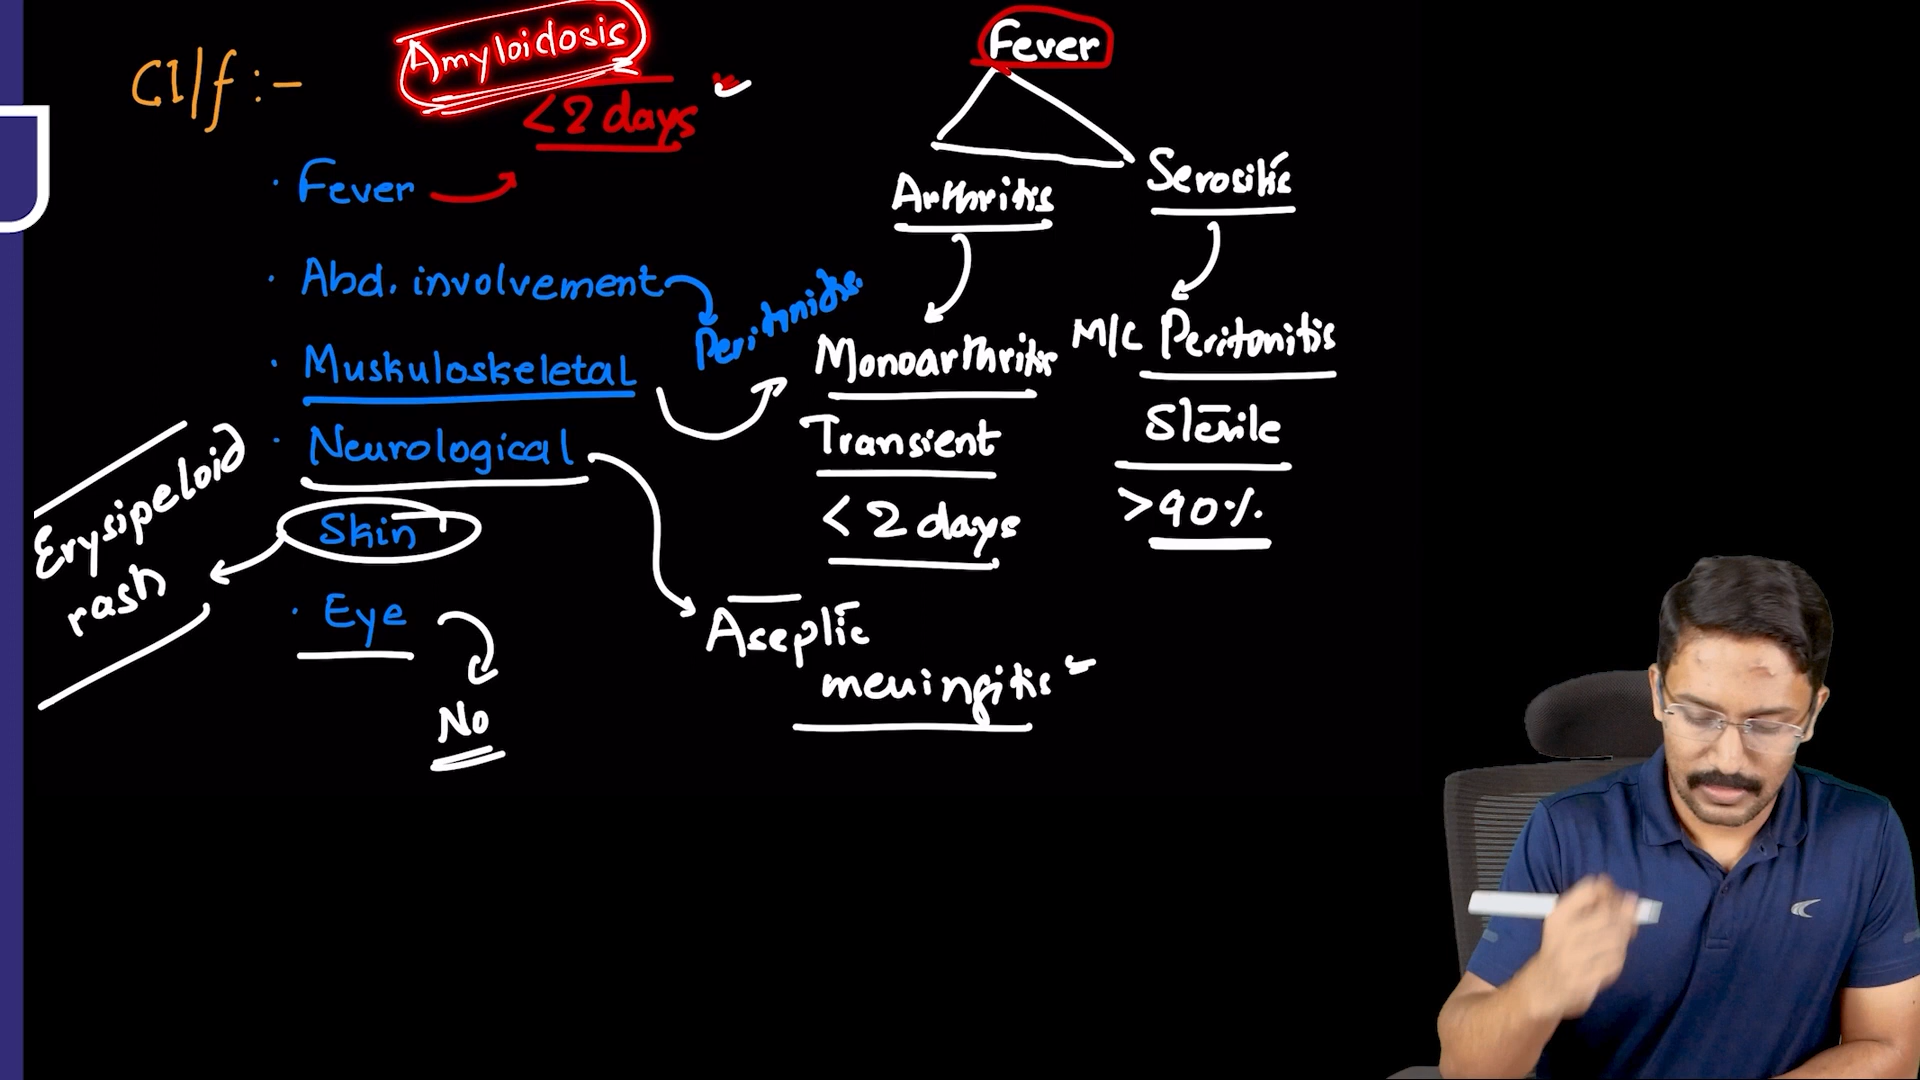 Cl/f :-
Amyloidosis
<2 days
• Fever
• Abd. involvement
Peritonitis.
• Muskuloskeletal
• Neurological
Skin
Erysipeloid
rash
• Eye
No
Fever
Arthritis
Serositis
Monoarthritis
Transient
< 2 days
M/C Peritonitis
Sterile
>90%.
Aseptic
meningitis